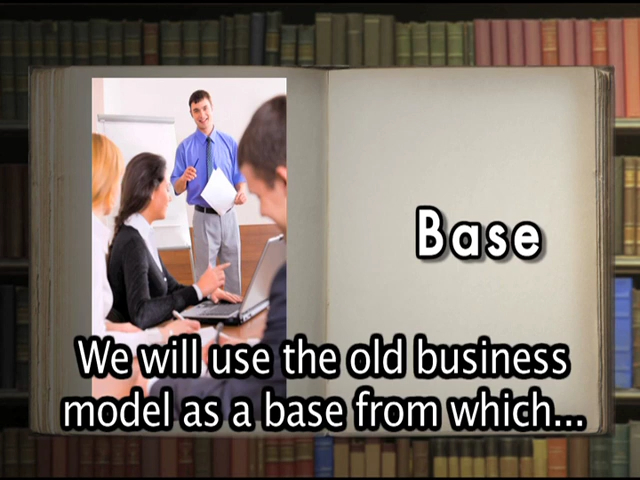 Base
We will use the old business
model as a base from which...